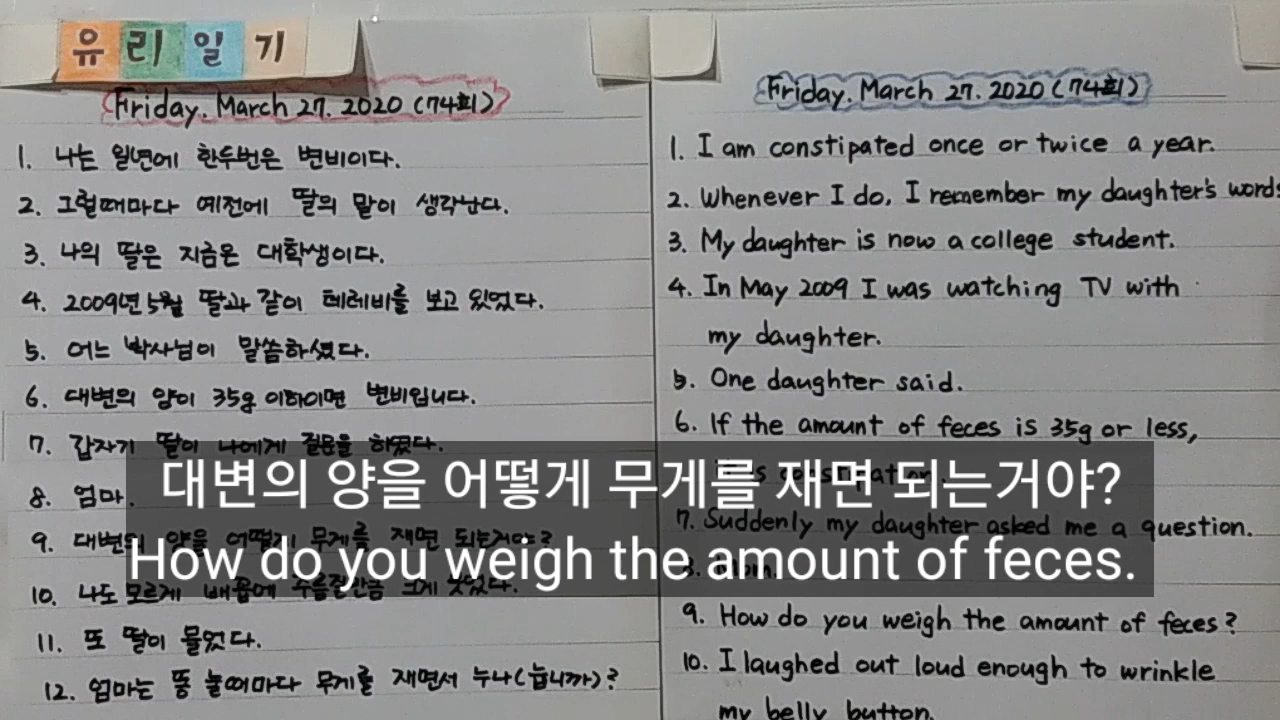 유리일기
Friday. March 27. 2020 (74회)
1. 나는 일년에 한두번은 변비이다.
2. 그럴때마다 예전에 딸의 말이 생각난다.
3. 나의 딸은 지금은 대학생이다.
4. 2009년 5월 딸과 같이 테레비를 보고 있었다.
5. 어느 박사님이 말씀하셨다.
6. 대변의 양이 35g 이하이면 변비입니다.
7. 갑자기 딸이 나에게 질문을 하였다.
8. 엄마.
9. 대변의 양을 어떻게 무게를 재면 되는거야?
10. 나도 모르게 배꼽에 주름질만큼 크게 웃었다.
11. 또 딸이 물었다.
12. 엄마는 똥 눌때마다 무게를 재면서 누나(눕니까)?
Friday. March 27. 2020 (74회)
1. I am constipated once or twice a year.
2. Whenever I do, I remember my daughter's words
3. My daughter is now a college student.
4. In May 2009 I was watching TV with
my daughter.
5. One daughter said.
6. If the amount of feces is 35g or less,
constipation.
7. Suddenly my daughter asked me a question.
8. Mom.
9. How do you weigh the amount of feces?
10. I laughed out loud enough to wrinkle
my belly button.
대변의 양을 어떻게 무게를 재면 되는거야?
How do you weigh the amount of feces.